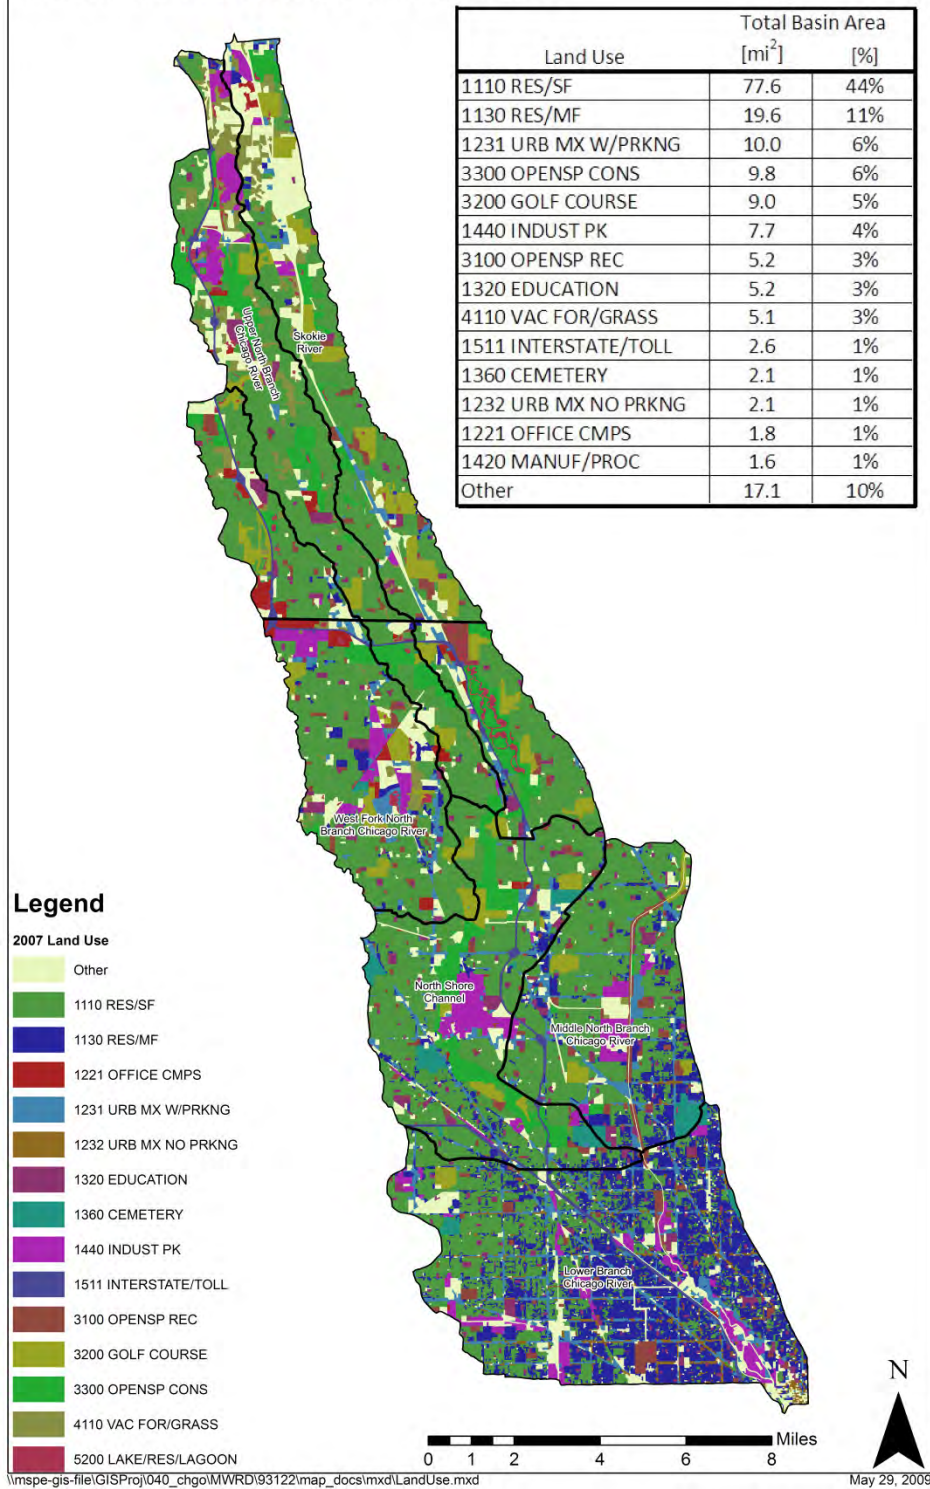 Total Basin Area
Land Use [mi²] [%]
1110 RES/SF 77.6 44%
1130 RES/MF 19.6 11%
1231 URB MX W/PRKNG 10.0 6%
3300 OPENSP CONS 9.8 6%
3200 GOLF COURSE 9.0 5%
1440 INDUST PK 7.7 4%
3100 OPENSP REC 5.2 3%
1320 EDUCATION 5.2 3%
4110 VAC FOR/GRASS 5.1 3%
1511 INTERSTATE/TOLL 2.6 1%
1360 CEMETERY 2.1 1%
1232 URB MX NO PRKNG 2.1 1%
1221 OFFICE CMPS 1.8 1%
1420 MANUF/PROC 1.6 1%
Other 17.1 10%
Upper North Branch
Chicago River
Skokie
River
West Fork North
Branch Chicago River
North Shore
Channel
Middle North Branch
Chicago River
Lower Branch
Chicago River
Legend
2007 Land Use
Other
1110 RES/SF
1130 RES/MF
1221 OFFICE CMPS
1231 URB MX W/PRKNG
1232 URB MX NO PRKNG
1320 EDUCATION
1360 CEMETERY
1440 INDUST PK
1511 INTERSTATE/TOLL
3100 OPENSP REC
3200 GOLF COURSE
3300 OPENSP CONS
4110 VAC FOR/GRASS
5200 LAKE/RES/LAGOON
N
Miles
0 1 2 4 6 8
\\mspe-gis-file\GISProj\040_chgo\MWRD\93122\map_docs\mxd\LandUse.mxd
May 29, 2009